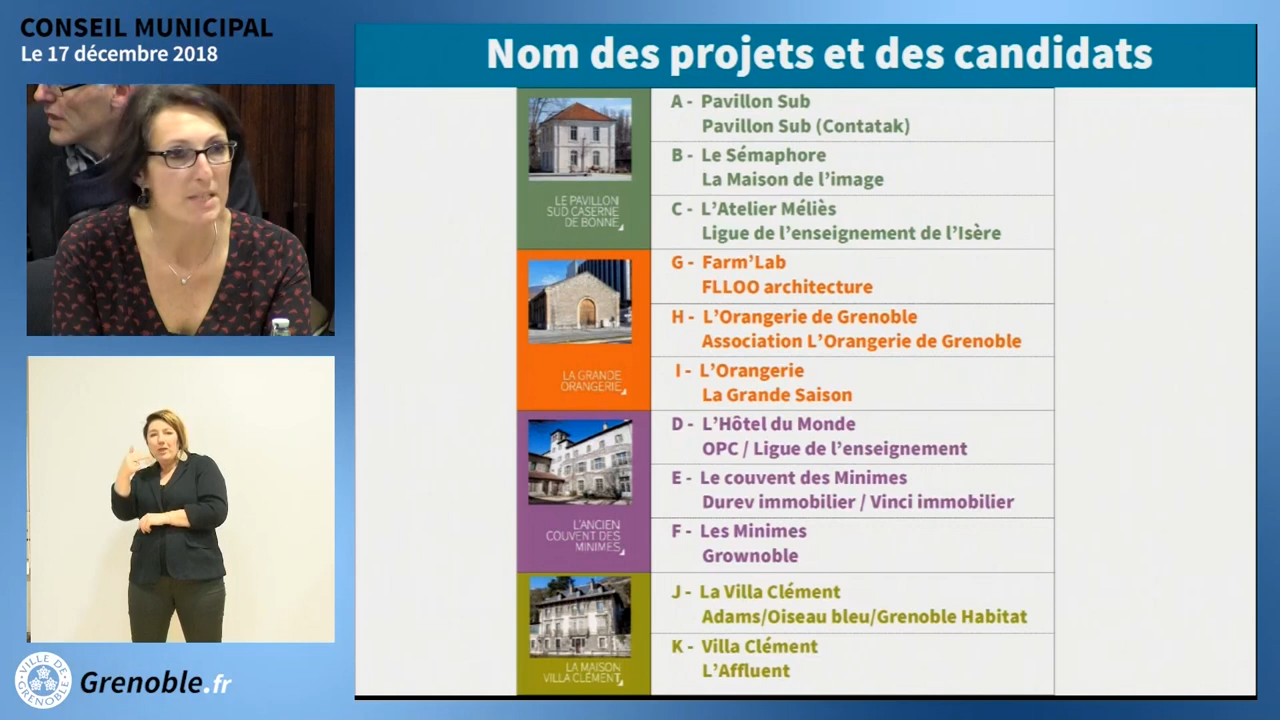 CONSEIL MUNICIPAL
Le 17 décembre 2018
Nom des projets et des candidats
LE PAVILLON
SUD CASERNE
DE BONNE
A - Pavillon Sub
Pavillon Sub (Contatak)
B - Le Sémaphore
La Maison de l'image
C - L'Atelier Méliès
Ligue de l'enseignement de l'Isère
LA GRANDE
ORANGERIE
G - Farm'Lab
FLLOO architecture
H - L'Orangerie de Grenoble
Association L'Orangerie de Grenoble
I - L'Orangerie
La Grande Saison
L'ANCIEN
COUVENT DES
MINIMES
D - L'Hôtel du Monde
OPC / Ligue de l'enseignement
E - Le couvent des Minimes
Durev immobilier / Vinci immobilier
F - Les Minimes
Grownoble
LA MAISON
VILLA CLÉMENT
J - La Villa Clément
Adams/Oiseau bleu/Grenoble Habitat
K - Villa Clément
L'Affluent
VILLE DE
GRENOBLE
Grenoble.fr